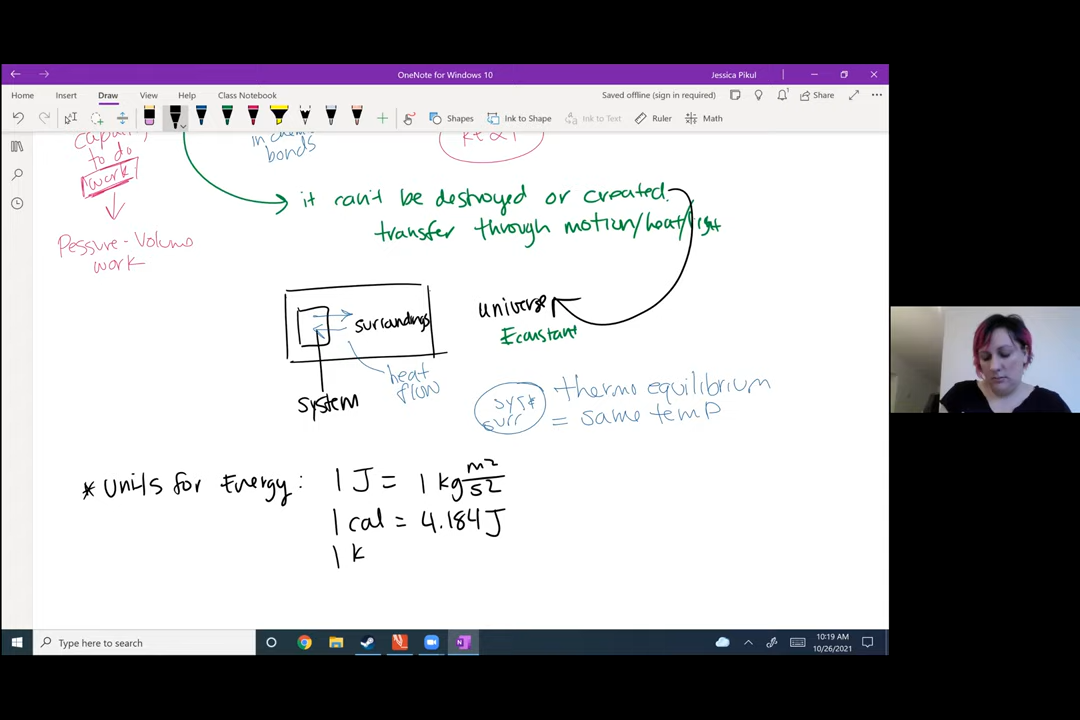 OneNote for Windows 10
Jessica Pikul
Home Insert Draw View Help Class Notebook
Saved offline (sign in required)
Share
Shapes
Ink to Shape
Ink to Text
Ruler
Math
to do
work
in chem
bonds
it can't be destroyed or created.
transfer through motion/heat/light
Pessure-Volume
work
surroundings
system
heat
flow
universe
Econstant
syst
surr
thermo equilibrium
= same temp
* Units for Energy: 1 J = 1 kg m2/s2
1 cal = 4.184 J
1 k
Type here to search
10:19 AM
10/26/2021